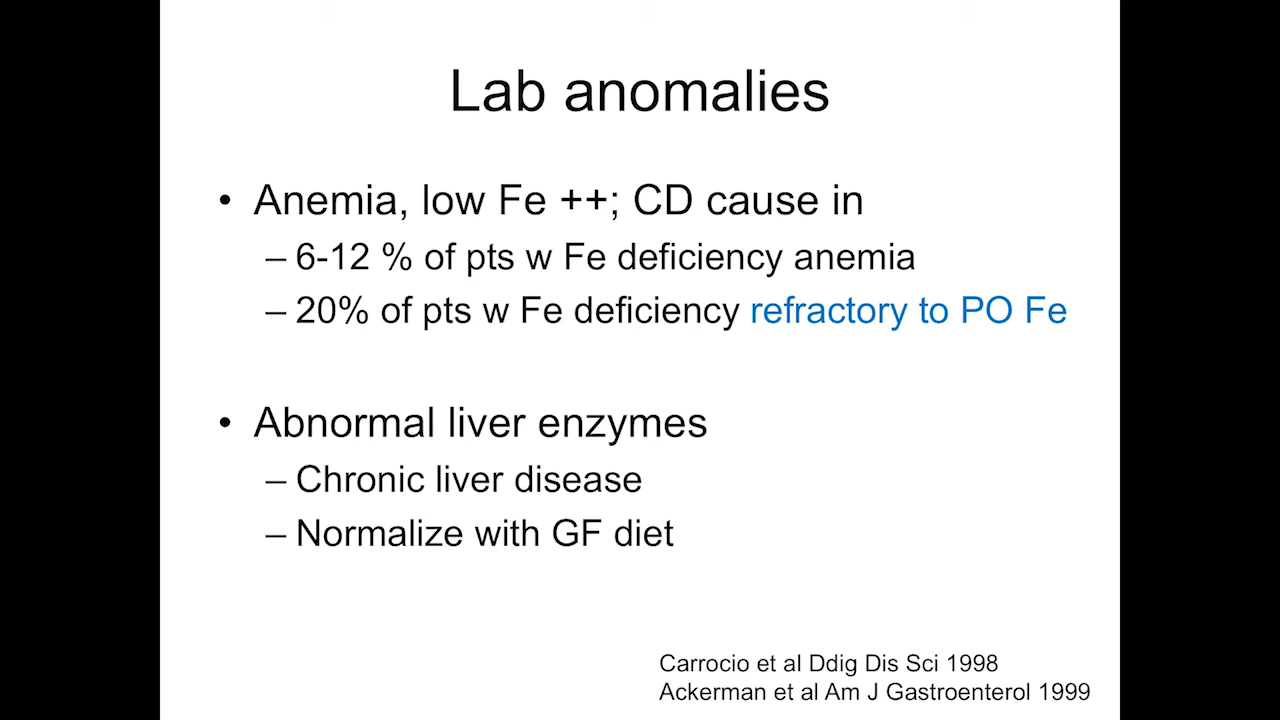 Lab anomalies
• Anemia, low Fe ++; CD cause in
– 6-12 % of pts w Fe deficiency anemia
– 20% of pts w Fe deficiency refractory to PO Fe
• Abnormal liver enzymes
– Chronic liver disease
– Normalize with GF diet
Carrocio et al Ddig Dis Sci 1998
Ackerman et al Am J Gastroenterol 1999